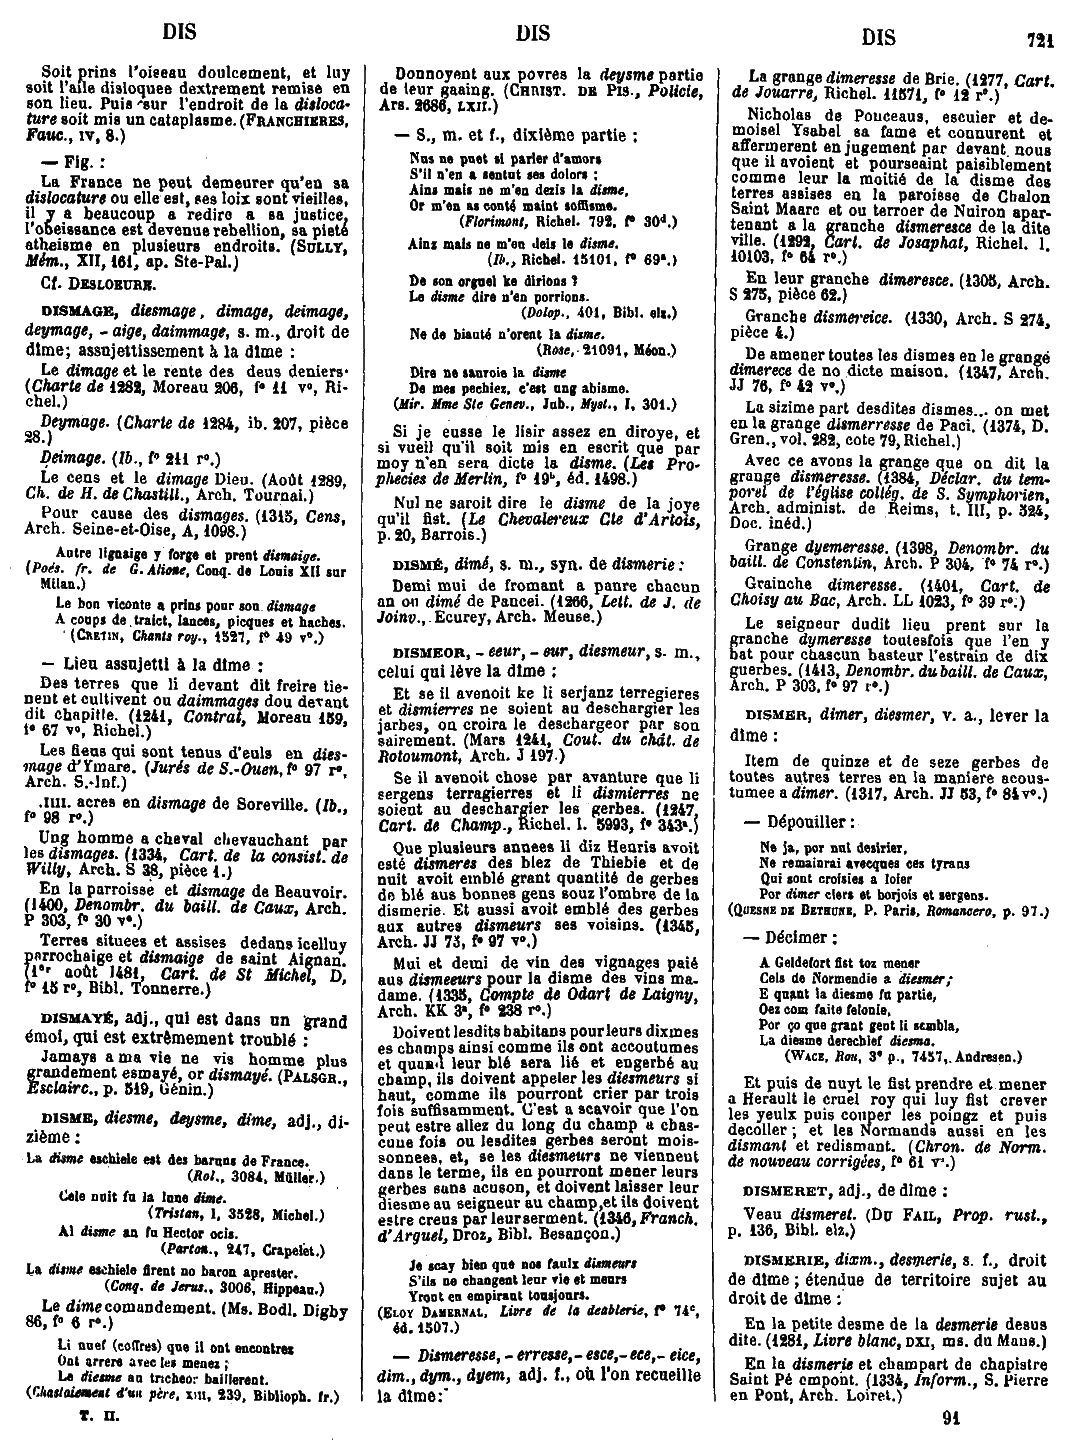 DIS
DIS
DIS
721
Soit prins l'oiseau doulcement, et luy
soit l'aile disloquee dextrement remise en
son lieu. Puis sur l'endroit de la disloca-
ture soit mis un cataplasme. (FRANCHIERES,
Fauc., IV, 8.)
— Fig. :
La France ne peut demeurer qu'en sa
dislocature ou elle est, ses loix sont vieilles,
il y a beaucoup a redire a sa justice,
l'obeissance est devenue rebellion, sa pieté
atheisme en plusieurs endroits. (SULLY,
Mém., XII, 161, ap. Ste-Pal.)
Cf. DESLOEURE.
DISMAGE, diesmage, dimage, deimage,
deymage, - aige, daimmage, s. m., droit de
dîme; assujettissement à la dîme :
Le dimage et le rente des deus deniers·
(Charte de 1282, Moreau 206, f° 11 v°, Ri-
chel.)
Deymage. (Charte de 1284, ib. 207, pièce
28.)
Deimage. (Ib., f° 211 r°.)
Le cens et le dimage Dieu. (Août 1289,
Ch. de H. de Chastill., Arch. Tournai.)
Pour cause des dismages. (1315, Cens,
Arch. Seine-et-Oise, A, 1098.)
Autre lignaige y forge et prent dismaige.
(Poés. fr. de G. Alione, Conq. de Louis XII sur
Milan.)
Le bon viconte a prins pour son dismage
A coups de traict, lances, picques et haches.
(CRETIN, Chants roy., 1527, f° 49 v°.)
— Lieu assujetti à la dîme :
Des terres que li devant dit freire tie-
nent et cultivent ou daimmages dou devant
dit chapitle. (1241, Contrat, Moreau 159,
f° 67 v°, Richel.)
Les fieus qui sont tenus d'euls en dies-
mage d'Ymare. (Jurés de S.-Ouen, f° 97 r°,
Arch. S.-Inf.)
.III. acres en dismage de Soreville. (Ib.,
f° 98 r°.)
Ung homme a cheval chevauchant par
les dismages. (1334, Cart. de la consist. de
Willy, Arch. S 38, pièce 1.)
En la parroisse et dismage de Beauvoir.
(1400, Denombr. du baill. de Caux, Arch.
P 303, f° 30 v°.)
Terres situees et assises dedans icelluy
parrochaige et dismaige de saint Aignan.
(1er août 1481, Cart. de St Michel, D,
f° 15 r°, Bibl. Tonnerre.)
DISMAYÉ, adj., qui est dans un grand
émoi, qui est extrêmement troublé :
Jamays a ma vie ne vis homme plus
grandement esmayé, or dismayé. (PALSGR.,
Esclairc., p. 519, Génin.)
DISME, diesme, deysme, dime, adj., di-
zième :
La disme eschiele est des baruns de France.
(Rol., 3084, Müller.)
Cele nuit fu la lune dime.
(Tristan, I, 3528, Michel.)
Al disme an fu Hector ocis.
(Parton., 247, Crapelet.)
La disme eschiele firent no baron aprester.
(Conq. de Jerus., 3006, Hippeau.)
Le dime comandement. (Ms. Bodl. Digby
86, f° 6 r°.)
Li nuef (coffres) que il ont encontrez
Ont arrere avec les menez ;
Le diesme au tricheor baillerent.
(Chastaiement d'un père, XIII, 239, Biblioph. fr.)
T. II.
Donnoyent aux povres la deysme partie
de leur gaaing. (CHRIST. DE PIS., Policie,
Ars. 2686, LXII.)
— S., m. et f., dixième partie :
Nus ne puet si parler d'amors
S'il n'en a sentut ses dolors :
Ains mais ne m'en dezis la disme,
Or m'en as conté maint soffisme.
(Florimont, Richel. 792, f° 30d.)
Ainz mais ne m'en deis le disme.
(Ib., Richel. 15101, f° 69a.)
De son orguel ke dirions ?
Le disme dire n'en porrions.
(Dolop., 401, Bibl. elz.)
Ne de biauté n'orent la disme.
(Rose, 21091, Méon.)
Dire ne sauroie la disme
De mes pechiez, c'est ung abisme.
(Mir. Mme Ste Genev., Jub., Myst., I, 301.)
Si je eusse le lisir assez en diroye, et
si vueil qu'il soit mis en escrit que par
moy n'en sera dicte la disme. (Les Pro-
phecies de Merlin, f° 19b, éd. 1498.)
Nul ne saroit dire le disme de la joye
qu'il fist. (Le Chevalereux Cte d'Artois,
p. 20, Barrois.)
DISMÉ, dimé, s. m., syn. de dismerie :
Demi mui de fromant a panre chacun
an ou dimé de Pancei. (1266, Lett. de J. de
Joinv., Ecurey, Arch. Meuse.)
DISMEOR, - eeur, - eur, diesmeur, s. m.,
celui qui lève la dîme :
Et se il avenoit ke li serjanz terregieres
et dismierres ne soient au deschargier les
jarbes, on croira le deschargeor par son
sairement. (Mars 1241, Cout. du chât. de
Rotoumont, Arch. J 197.)
Se il avenoit chose par avanture que li
sergens terragierres et li dismierres ne
soient au deschargier les gerbes. (1247,
Cart. de Champ., Richel. l. 5993, f° 343a.)
Que plusieurs annees li diz Henris avoit
esté dismeres des blez de Thiebie et de
nuit avoit emblé grant quantité de gerbes
de blé aus bonnes gens souz l'ombre de la
dismerie. Et aussi avoit emblé des gerbes
aux autres dismeurs ses voisins. (1345,
Arch. JJ 75, f° 97 v°.)
Mui et demi de vin des vignages paié
aus dismeeurs pour la disme des vins ma-
dame. (1335, Compte de Odart de Laigny,
Arch. KK 3a, f° 238 r°.)
Doivent lesdits habitans pour leurs dixmes
es champs ainsi comme ils ont accoutumes
et quand leur blé sera lié et engerbé au
champ, ils doivent appeler les diesmeurs si
haut, comme ils pourront crier par trois
fois suffisamment. C'est a scavoir que l'on
peut estre allez du long du champ a chas-
cune fois ou lesdites gerbes seront mois-
sonnees, et, se les diesmeurs ne viennent
dans le terme, ils en pourront mener leurs
gerbes sans acuson, et doivent laisser leur
diesme au seigneur au champ, et ils doivent
estre creus par leur serment. (1346, Franch.
d'Arguel, Droz, Bibl. Besançon.)
Je scay bien que nos faulx dismeurs
S'ils ne changent leur vie et meurs
Yront en empirant tousjours.
(ELOY DAMERNAL, Livre de la deablerie, f° 74c,
éd. 1507.)
— Dismeresse, - erresse, - esce, - ece, - eice,
dim., dym., dyem, adj. f., où l'on recueille
la dîme:
La grange dimeresse de Brie. (1277, Cart.
de Jouarre, Richel. 11571, f° 12 r°.)
Nicholas de Pouceaus, escuier et de-
moisel Ysabel sa fame et connurent et
affermerent en jugement par devant nous
que il avoient et pourseaint paisiblement
comme leur la moitié de la disme des
terres assises en la paroisse de Chalon
Saint Maarc et ou terroer de Nuiron apar-
tenant a la granche dismeresce de la dite
ville. (1292, Cart. de Josaphat, Richel. l.
10103, f° 64 r°.)
En leur granche dimeresce. (1305, Arch.
S 275, pièce 62.)
Granche dismereice. (1330, Arch. S 274,
pièce 4.)
De amener toutes les dismes en le grange
dimerece de no dicte maison. (1347, Arch.
JJ 76, f° 42 v°.)
La sizime part desdites dismes... on met
en la grange dismerresse de Paci. (1374, D.
Gren., vol. 282, cote 79, Richel.)
Avec ce avons la grange que on dit la
grange dismeresse. (1384, Déclar. du tem-
porel de l'église collég. de S. Symphorien,
Arch. administ. de Reims, t. III, p. 524,
Doc. inéd.)
Grange dyemeresse. (1398, Denombr. du
baill. de Constentin, Arch. P 304, f° 74 r°.)
Grainche dimeresse. (1401, Cart. de
Choisy au Bac, Arch. LL 1023, f° 39 r°.)
Le seigneur dudit lieu prent sur la
granche dymeresse toutesfois que l'en y
bat pour chascun basteur l'estrain de dix
guerbes. (1413, Denombr. du baill. de Caux,
Arch. P 303, f° 97 r°.)
DISMER, dimer, diesmer, v. a., lever la
dîme :
Item de quinze et de seze gerbes de
toutes autres terres en la maniere acous-
tumee a dimer. (1317, Arch. JJ 53, f° 84 v°.)
— Dépouiller :
Ne ja, por nul desirier,
Ne remainrai avecques ces tyrans
Qui sont croisies a loier
Por dimer clers et borjois et sergens.
(QUESNE DE BETHUNE, P. Paris, Romancero, p. 97.)
— Décimer :
A Geldefort fist toz mener
Cels de Normendie a diesmer;
E quant la diesme fu partie,
Oez com faite felonie,
Por ço que grant gent li sembla,
La diesme derechief diesma.
(WACE, Rou, 3e p., 7457, Andresen.)
Et puis de nuyt le fist prendre et mener
a Herault le cruel roy qui luy fist crever
les yeulx puis couper les poingz et puis
decoller ; et les Normands aussi en les
dismant et redismant. (Chron. de Norm.
de nouveau corrigées, f° 61 v°.)
DISMERET, adj., de dîme :
Veau dismeret. (DU FAIL, Prop. rust.,
p. 136, Bibl. elz.)
DISMERIE, dixm., desmerie, s. f., droit
de dîme ; étendue de territoire sujet au
droit de dîme :
En la petite desme de la desmerie desus
dite. (1281, Livre blanc, DXI, ms. du Mans.)
En la dismerie et champart de chapistre
Saint Pé empoint. (1334, Inform., S. Pierre
en Pont, Arch. Loiret.)
91